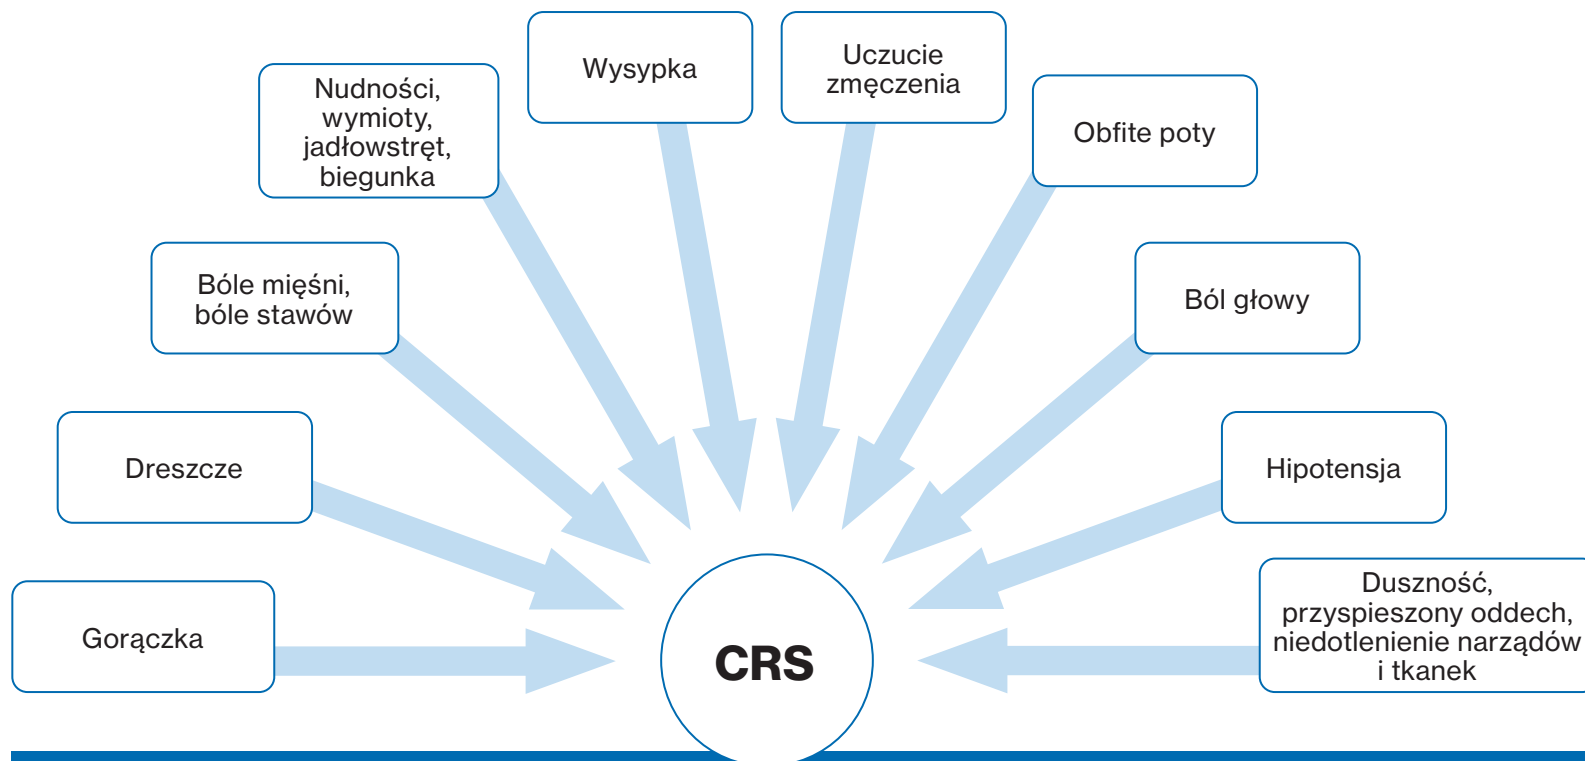 Gorączka
Dreszcze
Bóle mięśni,
bóle stawów
Nudności,
wymioty,
jadłowstręt,
biegunka
Wysypka
Uczucie
zmęczenia
Obfite poty
Ból głowy
Hipotensja
Duszność,
przyspieszony oddech,
niedotlenienie narządów
i tkanek
CRS